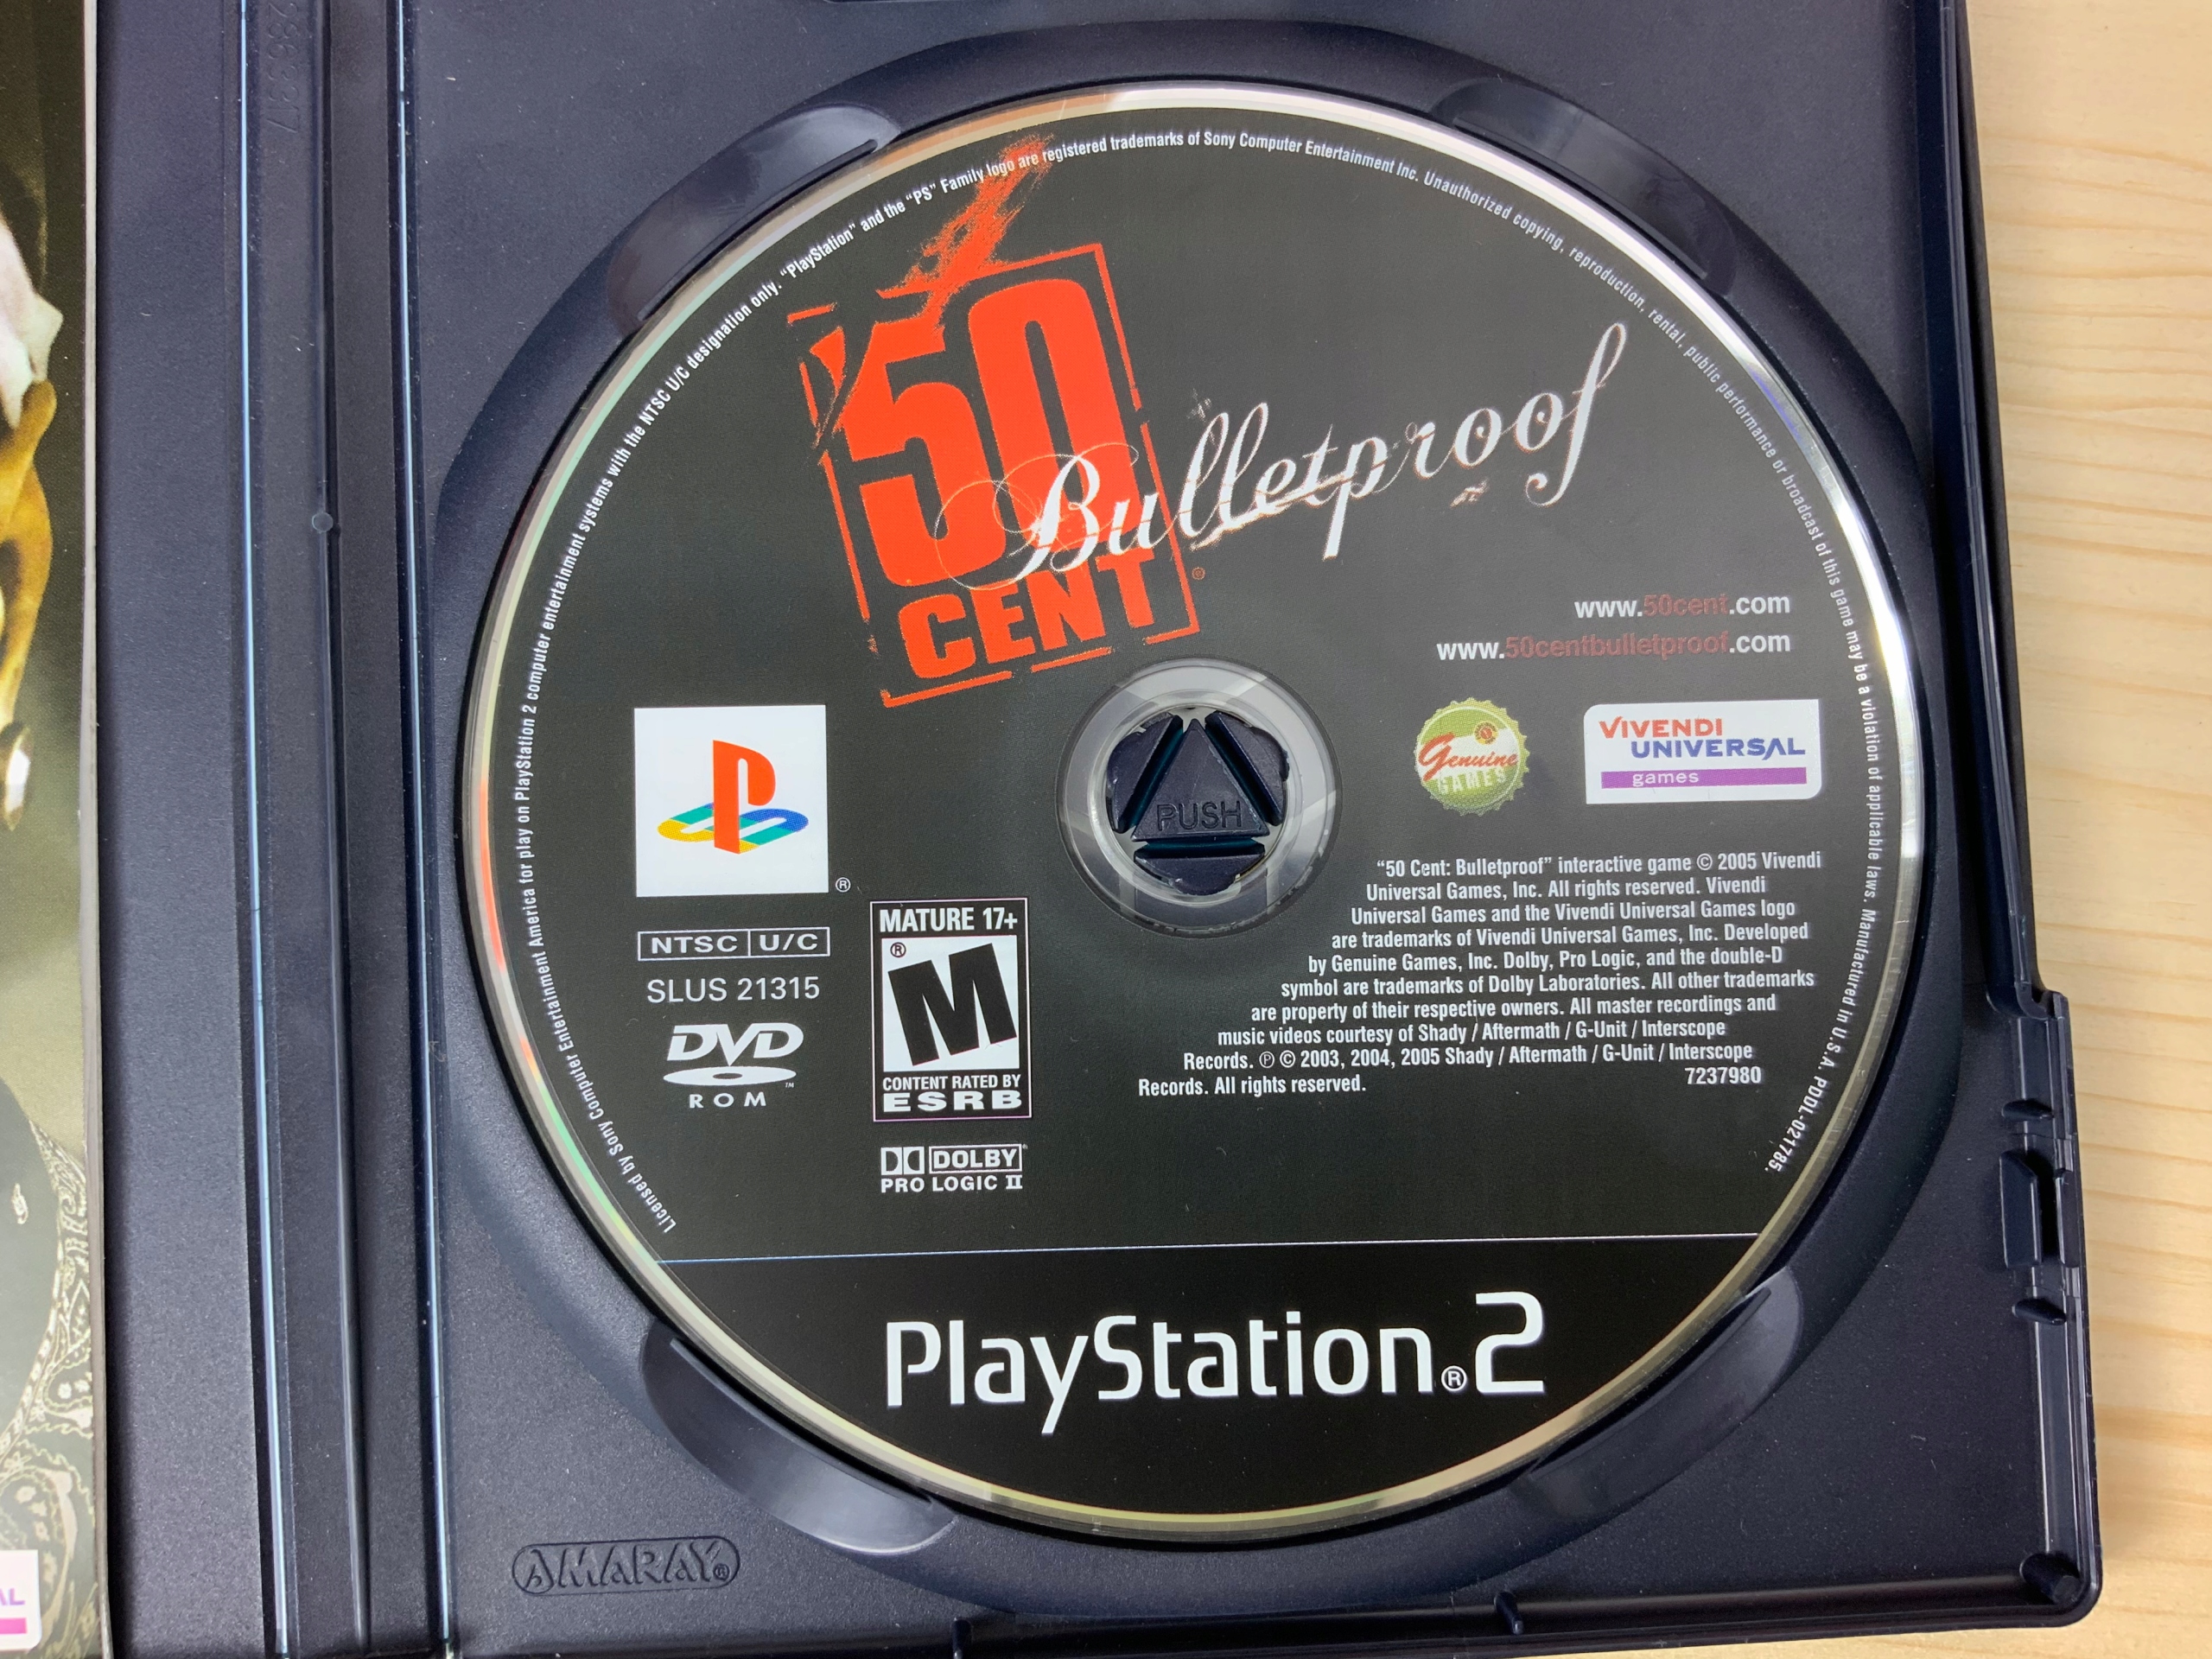 Licensed by Sony Computer Entertainment America for play on PlayStation 2 computer entertainment systems with the NTSC U/C designation only. "PlayStation" and the "PS" Family logo are registered trademarks of Sony Computer Entertainment Inc. Unauthorized copying, reproduction, rental, public performance or broadcast of this game may be a violation of applicable laws. Manufactured in U.S.A. PDDL-021785.
50
CENT®
Bulletproof
www.50cent.com
www.50centbulletproof.com
Genuine
GAMES
VIVENDI
UNIVERSAL
games
PUSH
®
NTSC U/C
SLUS 21315
DVD™
ROM
MATURE 17+
M®
CONTENT RATED BY
ESRB
DOLBY®
PRO LOGIC II
"50 Cent: Bulletproof" interactive game © 2005 Vivendi
Universal Games, Inc. All rights reserved. Vivendi
Universal Games and the Vivendi Universal Games logo
are trademarks of Vivendi Universal Games, Inc. Developed
by Genuine Games, Inc. Dolby, Pro Logic, and the double-D
symbol are trademarks of Dolby Laboratories. All other trademarks
are property of their respective owners. All master recordings and
music videos courtesy of Shady / Aftermath / G-Unit / Interscope
Records. ℗ © 2003, 2004, 2005 Shady / Aftermath / G-Unit / Interscope
Records. All rights reserved.
7237980
PlayStation®2
AMARAY®
AL